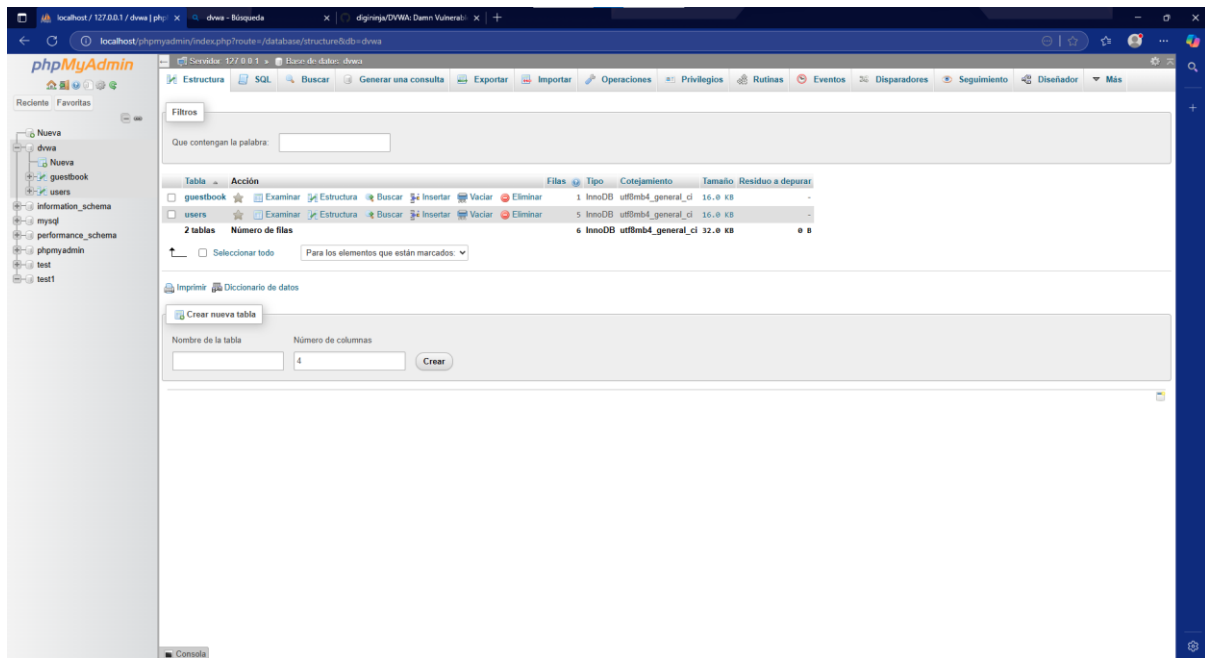 localhost / 127.0.0.1 / dvwa | php
dvwa - Búsqueda
digininja/DVWA: Damn Vulnerabl
localhost/phpmyadmin/index.php?route=/database/structure&db=dvwa
phpMyAdmin
Reciente Favoritas
Nueva
dvwa
Nueva
guestbook
users
information_schema
mysql
performance_schema
phpmyadmin
test
test1
Servidor: 127.0.0.1 » Base de datos: dvwa
Estructura SQL Buscar Generar una consulta Exportar Importar Operaciones Privilegios Rutinas Eventos Disparadores Seguimiento Diseñador Más
Filtros
Que contengan la palabra:
Tabla Acción Filas Tipo Cotejamiento Tamaño Residuo a depurar
guestbook Examinar Estructura Buscar Insertar Vaciar Eliminar 1 InnoDB utf8mb4_general_ci 16.0 KB -
users Examinar Estructura Buscar Insertar Vaciar Eliminar 5 InnoDB utf8mb4_general_ci 16.0 KB -
2 tablas Número de filas 6 InnoDB utf8mb4_general_ci 32.0 KB 0 B
Seleccionar todo Para los elementos que están marcados:
Imprimir Diccionario de datos
Crear nueva tabla
Nombre de la tabla Número de columnas
4 Crear
Consola